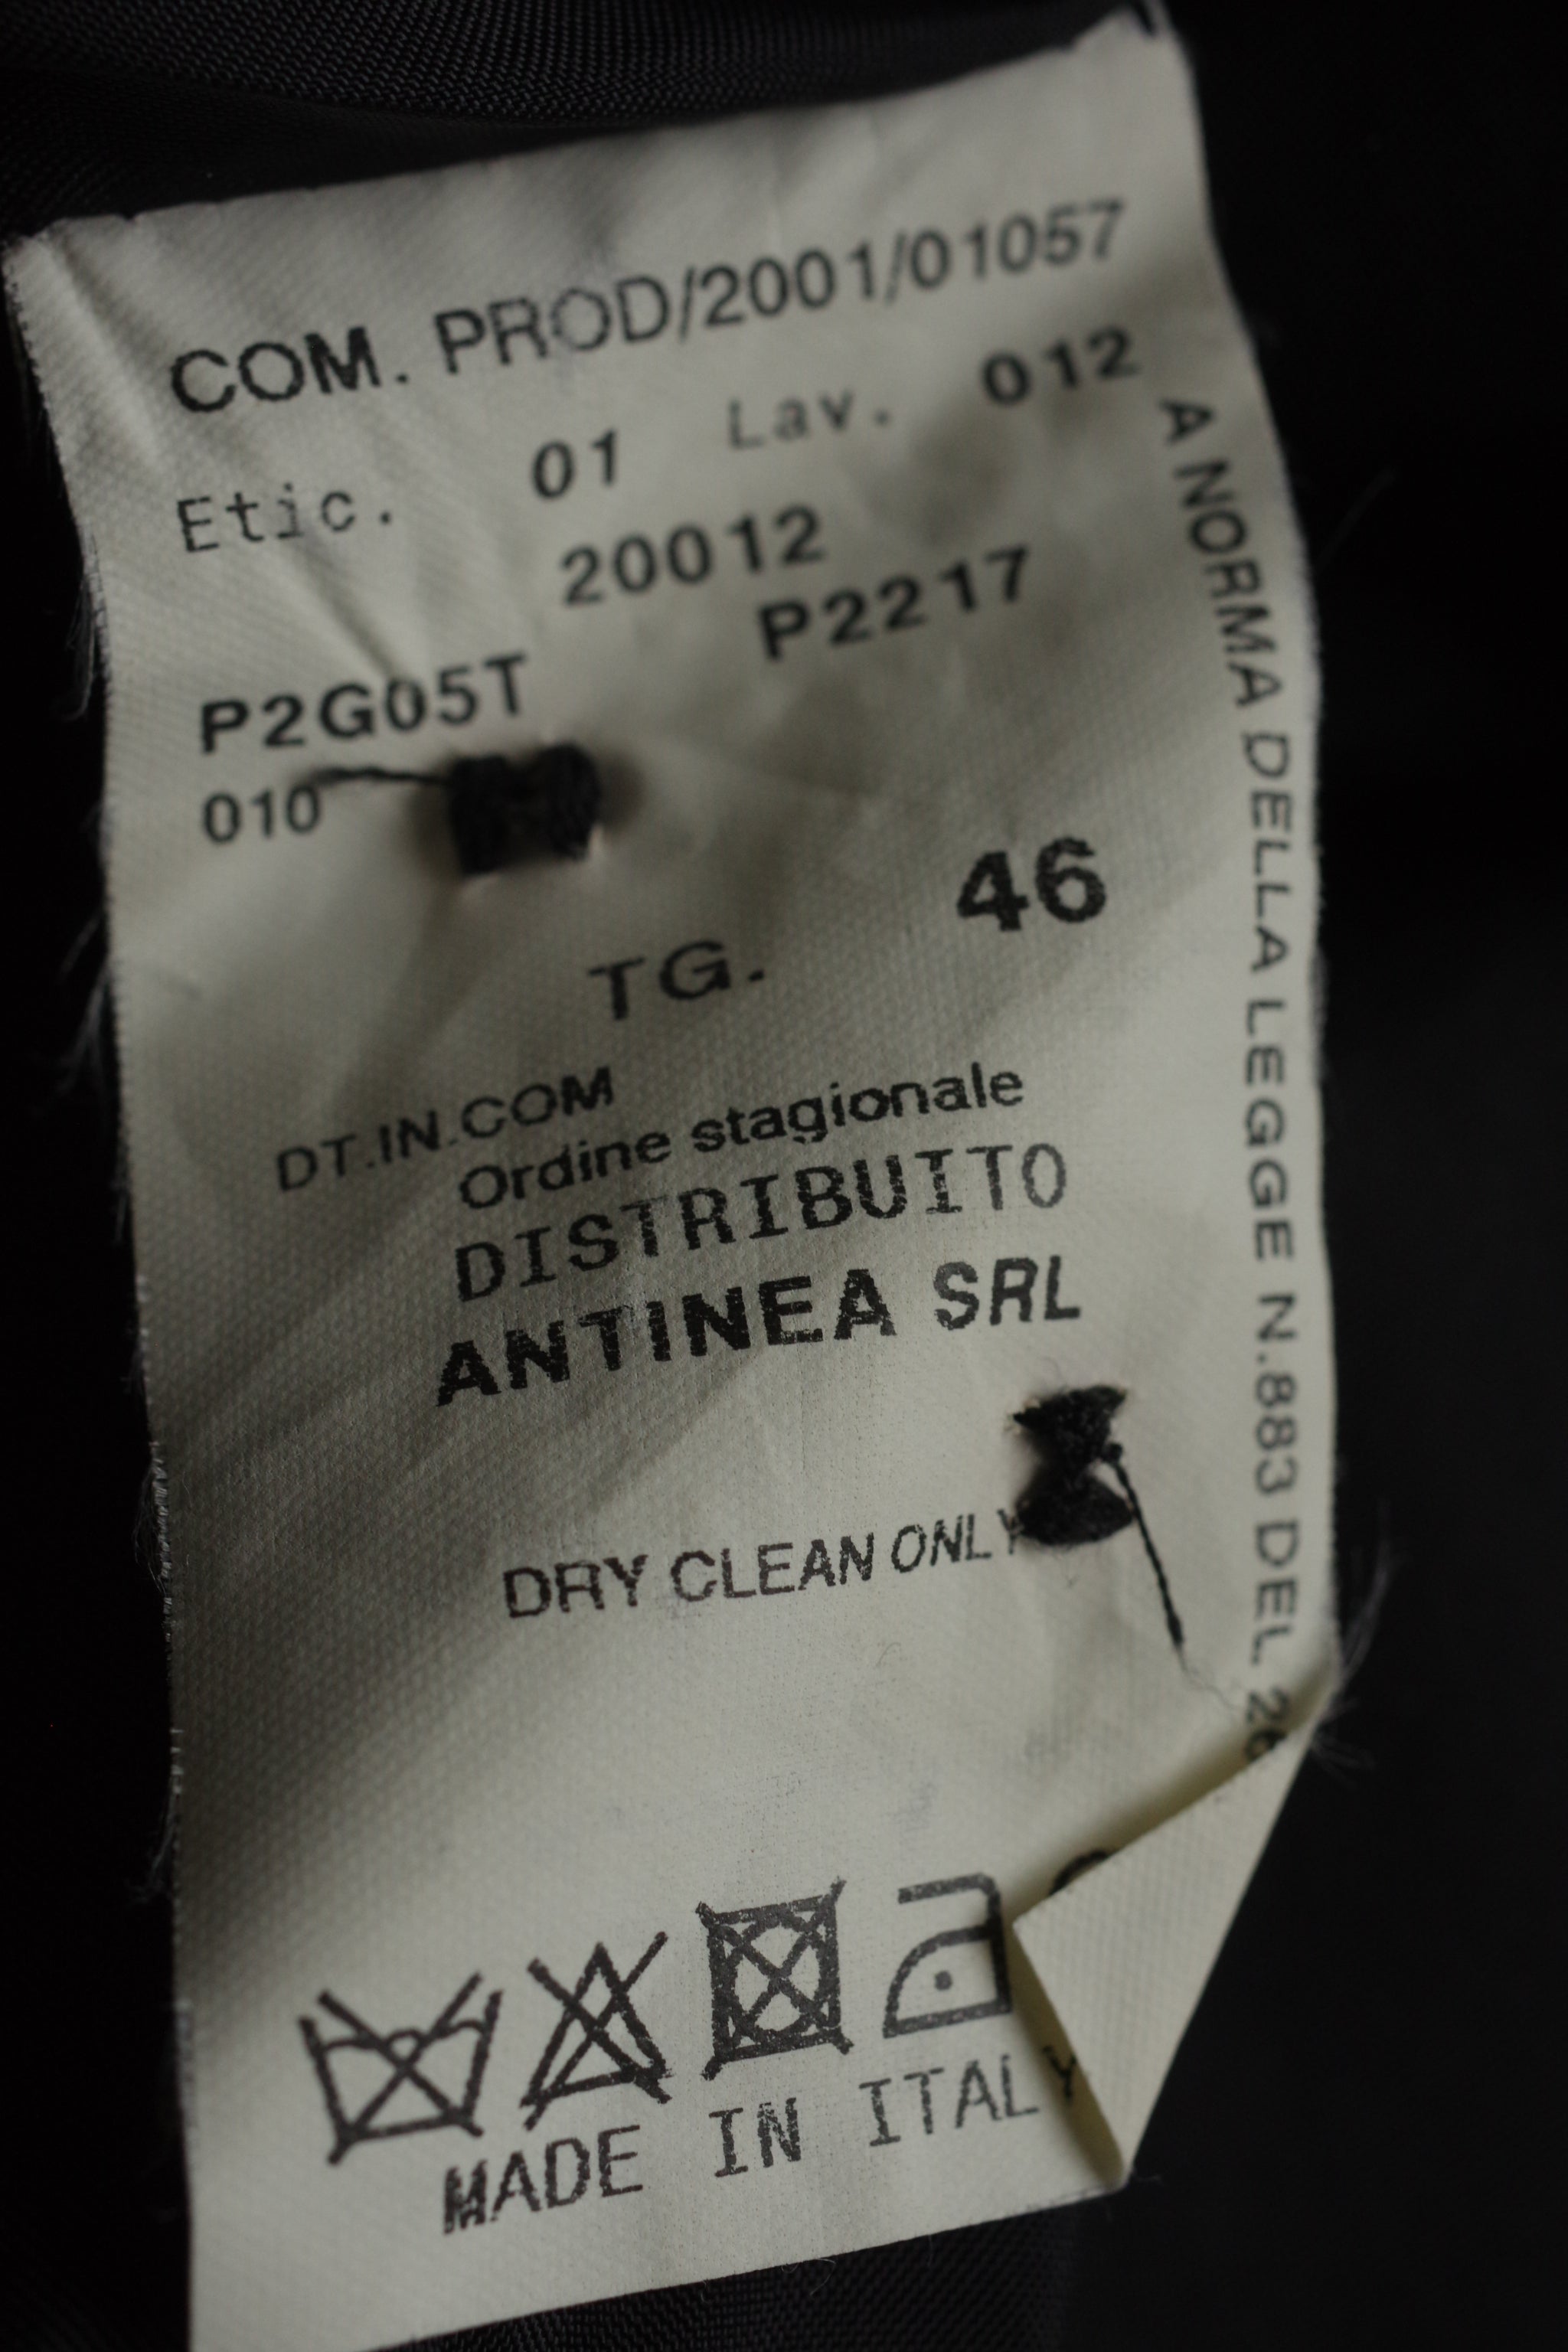 COM. PROD/2001/01057
Etic. 01 Lav. 012
20012
P2G05T P2217
010
TG. 46
DT.IN.COM
Ordine stagionale
DISTRIBUITO
ANTINEA SRL
DRY CLEAN ONLY
MADE IN ITALY
A NORMA DELLA LEGGE N.883 DEL 26